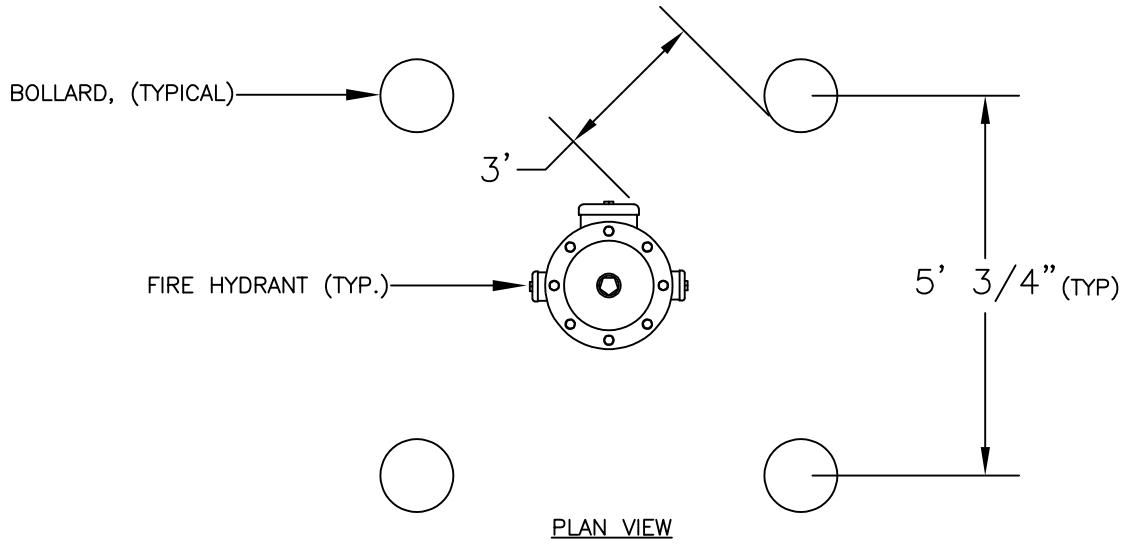 BOLLARD, (TYPICAL)
3’
FIRE HYDRANT (TYP.)
5’ 3/4” (TYP)
PLAN VIEW